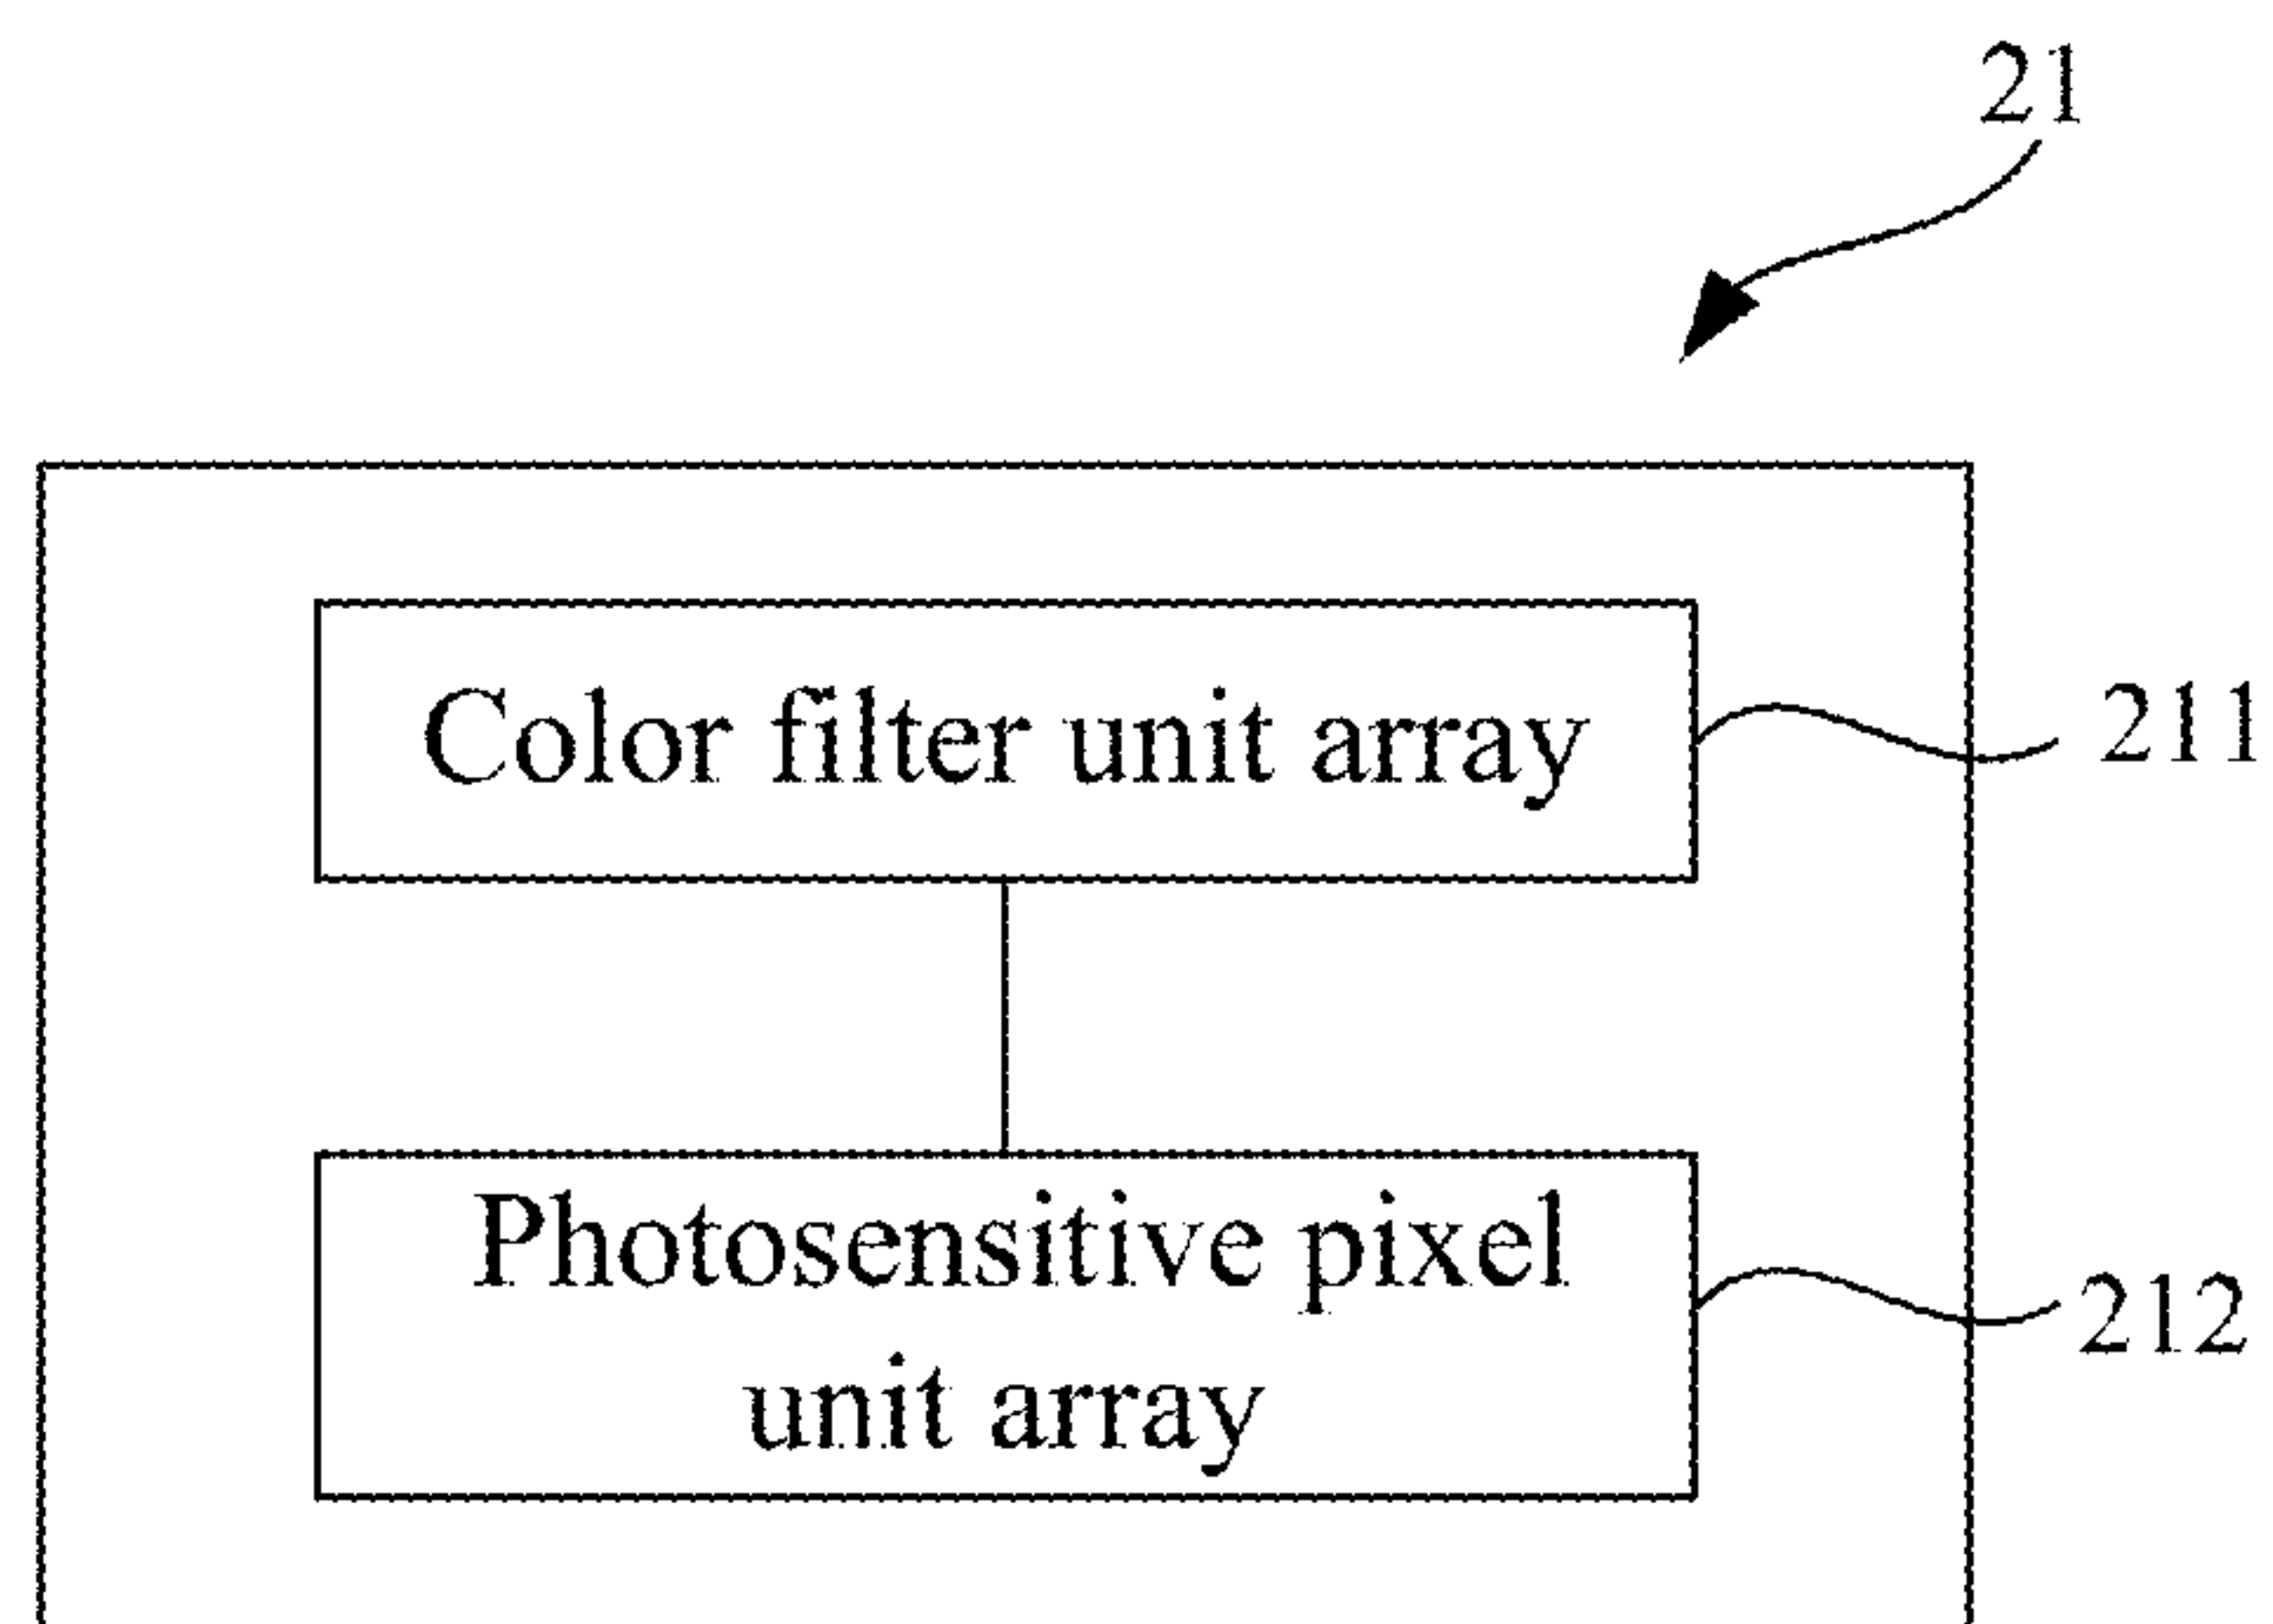 21
Color filter unit array
211
Photosensitive pixel
unit array
212